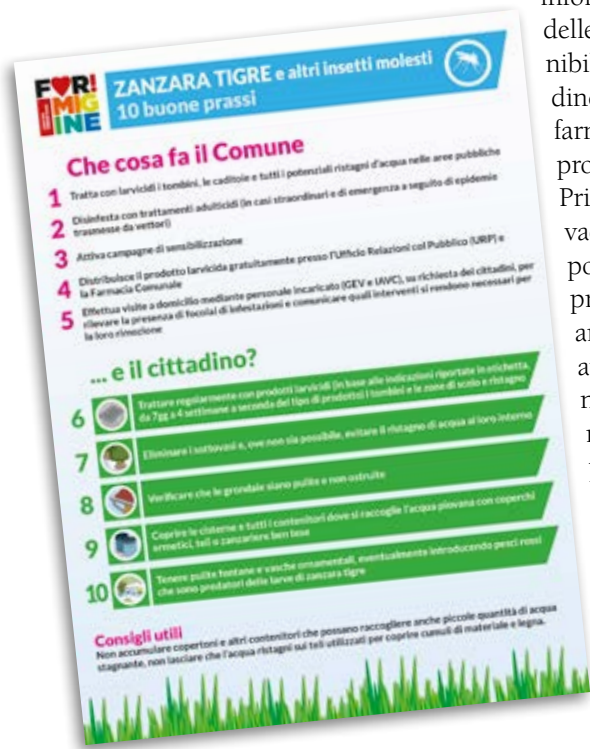 FOR!
MIG
INE
ZANZARA TIGRE e altri insetti molesti
10 buone prassi
Che cosa fa il Comune
1 Tratta con larvicidi i tombini, le caditoie e tutti i potenziali ristagni d'acqua nelle aree pubbliche
2 Disinfesta con trattamenti adulticidi (in casi straordinari e di emergenza a seguito di epidemie
trasmesse da vettori)
3 Attiva campagne di sensibilizzazione
4 Distribuisce il prodotto larvicida gratuitamente presso l'Ufficio Relazioni col Pubblico (URP) e
la Farmacia Comunale
5 Effettua visite a domicilio mediante personale incaricato (GEV e IAVC), su richiesta dei cittadini, per
rilevare la presenza di focolai di infestazioni e comunicare quali interventi si rendono necessari per
la loro rimozione
... e il cittadino?
6 Trattare regolarmente con prodotti larvicidi (in base alle indicazioni riportate in etichetta,
da 7gg a 4 settimane a seconda del tipo di prodotto) i tombini e le zone di scolo e ristagno
7 Eliminare i sottovasi e, ove non sia possibile, evitare il ristagno di acqua al loro interno
8 Verificare che le grondaie siano pulite e non ostruite
9 Coprire le cisterne e tutti i contenitori dove si raccoglie l'acqua piovana con coperchi
ermetici, teli o zanzariere ben tese
10 Tenere pulite fontane e vasche ornamentali, eventualmente introducendo pesci rossi
che sono predatori delle larve di zanzara tigre
Consigli utili
Non accumulare copertoni e altri contenitori che possano raccogliere anche piccole quantità di acqua
stagnante, non lasciare che l'acqua ristagni sui teli utilizzati per coprire cumuli di materiale e legna.
delle
nibi
din
farm
pro
Pri
va
po
pr